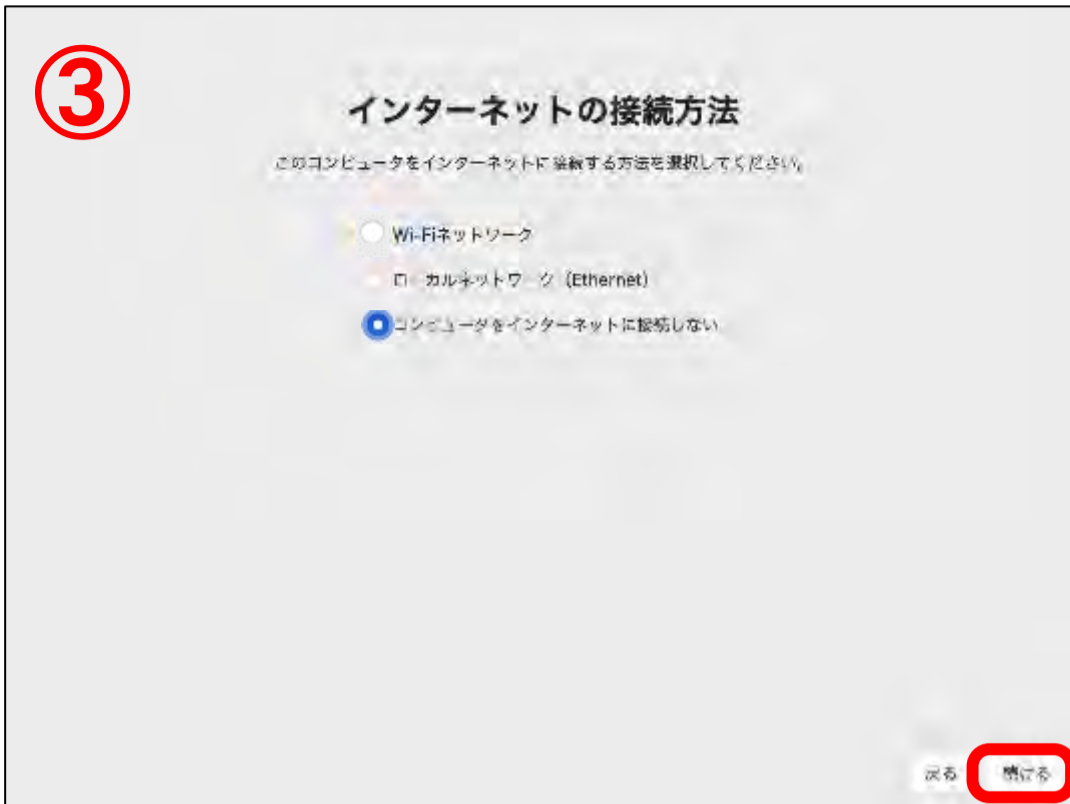 ③
インターネットの接続方法
このコンピュータをインターネットに接続する方法を選択してください。
Wi-Fiネットワーク
ローカルネットワーク（Ethernet）
コンピュータをインターネットに接続しない
戻る
続ける